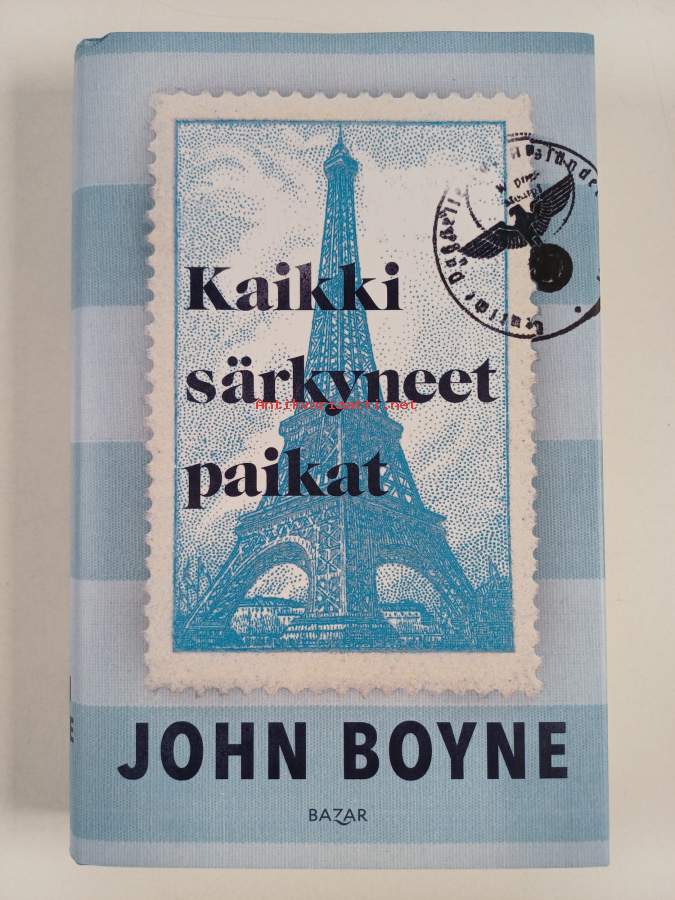 Kaikki
särkyneet
Antikvariaatti.net
paikat
JOHN BOYNE
BAZAR